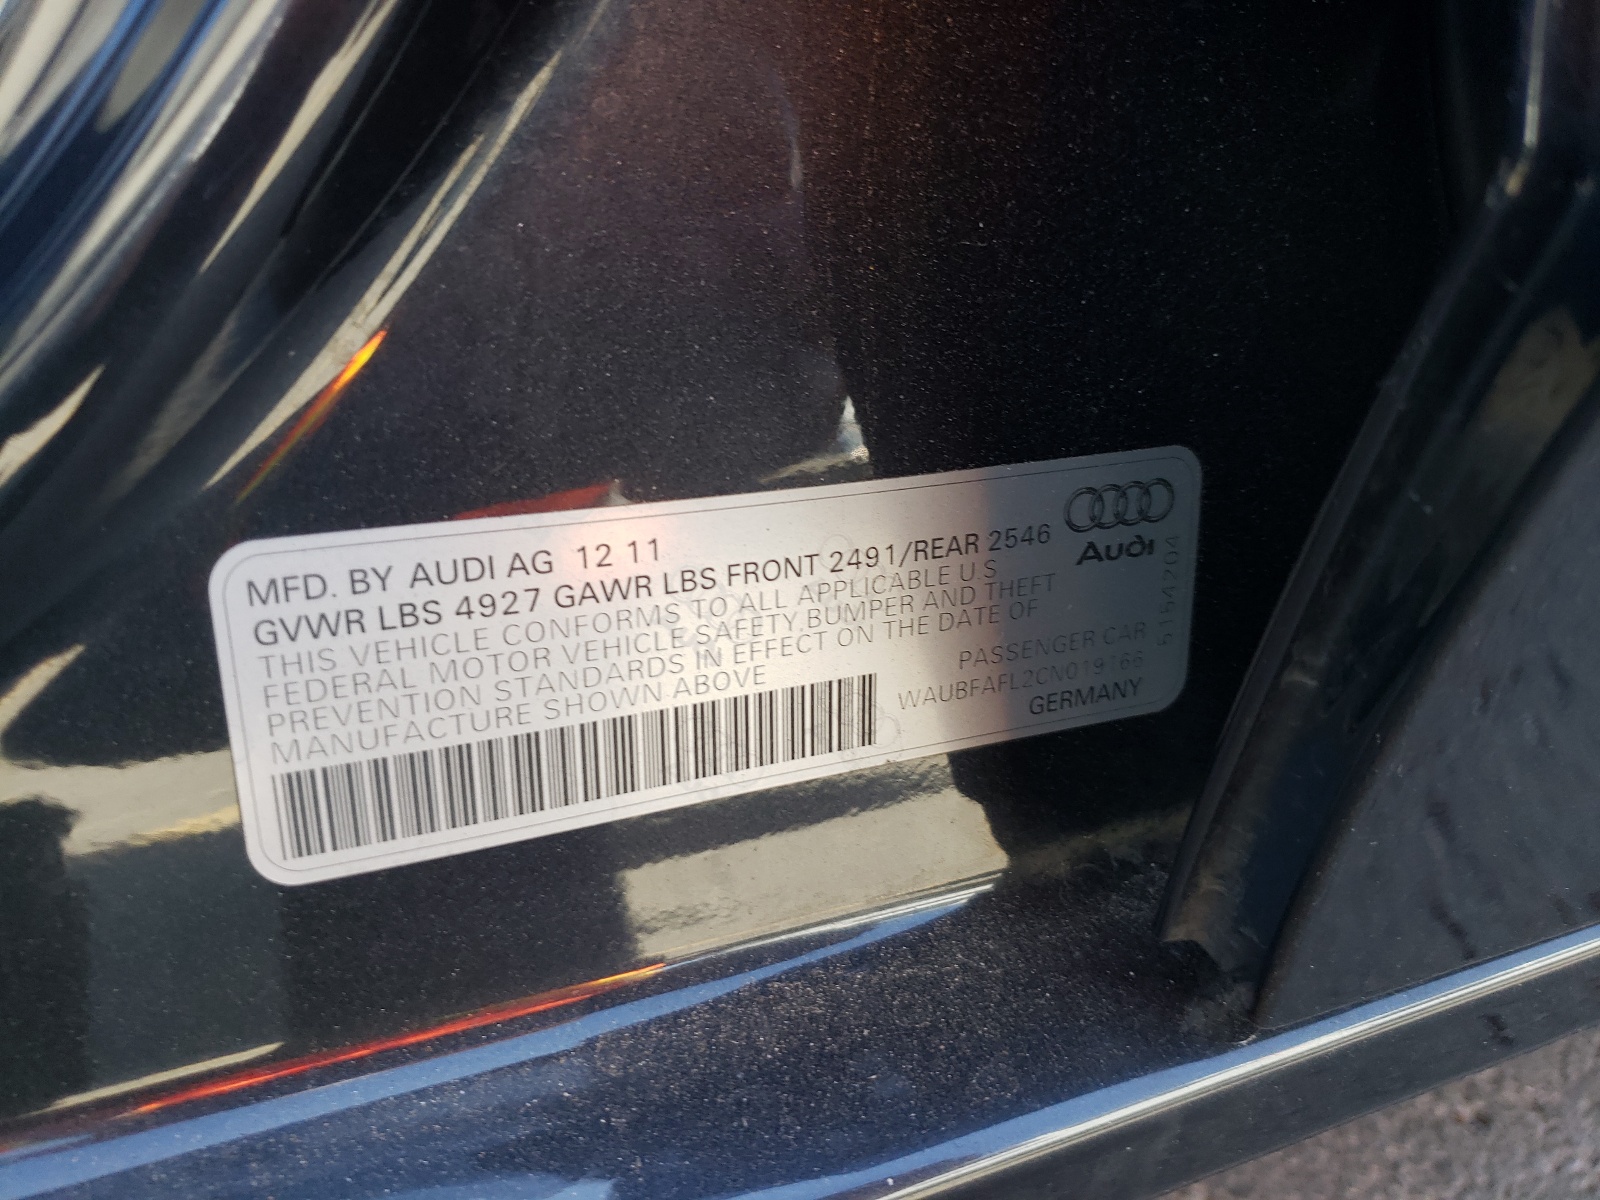 MFD. BY AUDI AG 12 11
GVWR LBS 4927 GAWR LBS FRONT 2491/REAR 2546
THIS VEHICLE CONFORMS TO ALL APPLICABLE U.S
FEDERAL MOTOR VEHICLE SAFETY, BUMPER AND THEFT
PREVENTION STANDARDS IN EFFECT ON THE DATE OF
MANUFACTURE SHOWN ABOVE
PASSENGER CAR
WAUBFAFL2CN019166
GERMANY
Audi